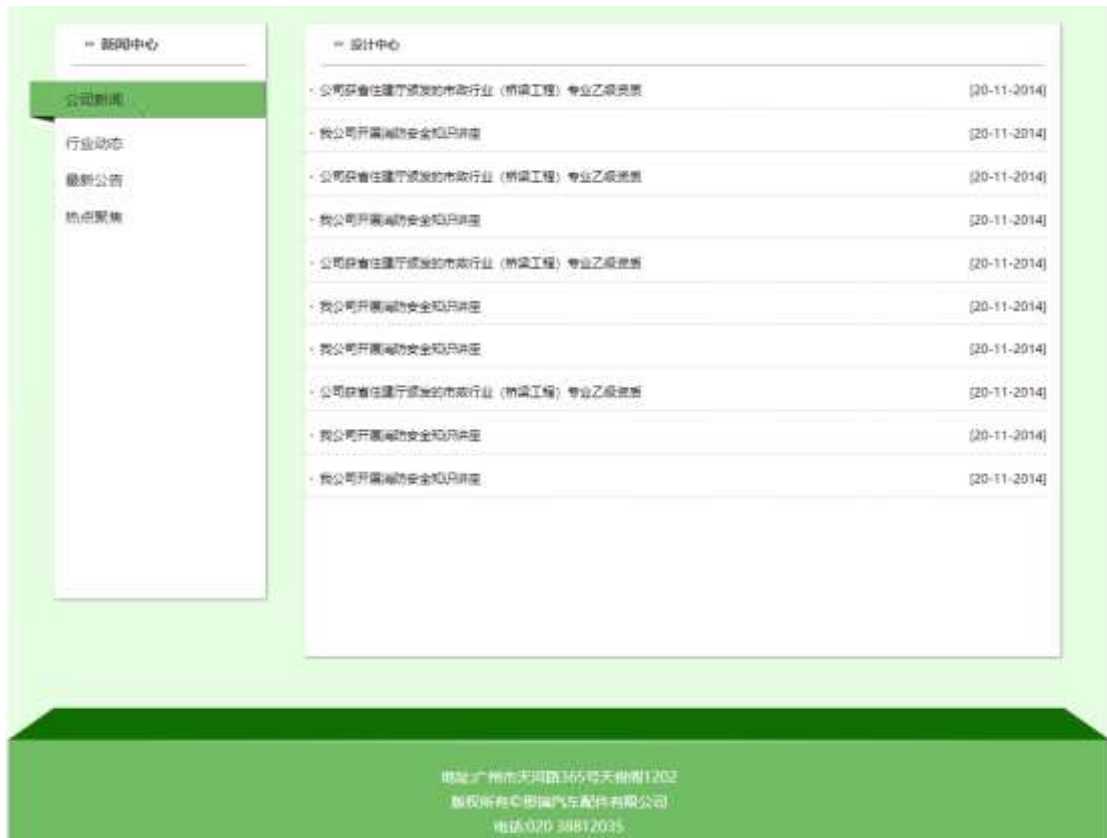 新闻中心
公司新闻
行业动态
最新公告
热点聚焦
设计中心
· 公司获省住建厅颁发的市政行业（桥梁工程）专业乙级资质 [20-11-2014]
· 我公司开展消防安全知识讲座 [20-11-2014]
· 公司获省住建厅颁发的市政行业（桥梁工程）专业乙级资质 [20-11-2014]
· 我公司开展消防安全知识讲座 [20-11-2014]
· 公司获省住建厅颁发的市政行业（桥梁工程）专业乙级资质 [20-11-2014]
· 我公司开展消防安全知识讲座 [20-11-2014]
· 我公司开展消防安全知识讲座 [20-11-2014]
· 公司获省住建厅颁发的市政行业（桥梁工程）专业乙级资质 [20-11-2014]
· 我公司开展消防安全知识讲座 [20-11-2014]
· 我公司开展消防安全知识讲座 [20-11-2014]
地址:广州市天河路365号天俊阁1202
版权所有© 汽车配件有限公司
电话:020 38812035